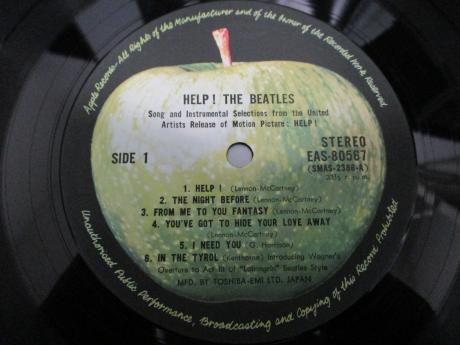 Apple Records-All Rights of the Manufacturer and of the Owner of the Recorded Work Reserved.
HELP! THE BEATLES
Song and Instrumental Selections from the United
Artists Release of Motion Picture: HELP!
SIDE 1
STEREO
EAS-80567
(SMAS-2386-A)
33⅓ r.p.m.
1. HELP! (Lennon-McCartney)
2. THE NIGHT BEFORE (Lennon-McCartney)
3. FROM ME TO YOU FANTASY (Lennon-McCartney)
4. YOU'VE GOT TO HIDE YOUR LOVE AWAY
(Lennon-McCartney)
5. I NEED YOU (G. Harrison)
6. IN THE TYROL (Kenthorne) Introducing Wagner's
Overture to Act III of "Lohingrin" Beatles Style
MFD. BY TOSHIBA-EMI LTD. JAPAN
Unauthorised Public Performance, Broadcasting and Copying of this Record Prohibited